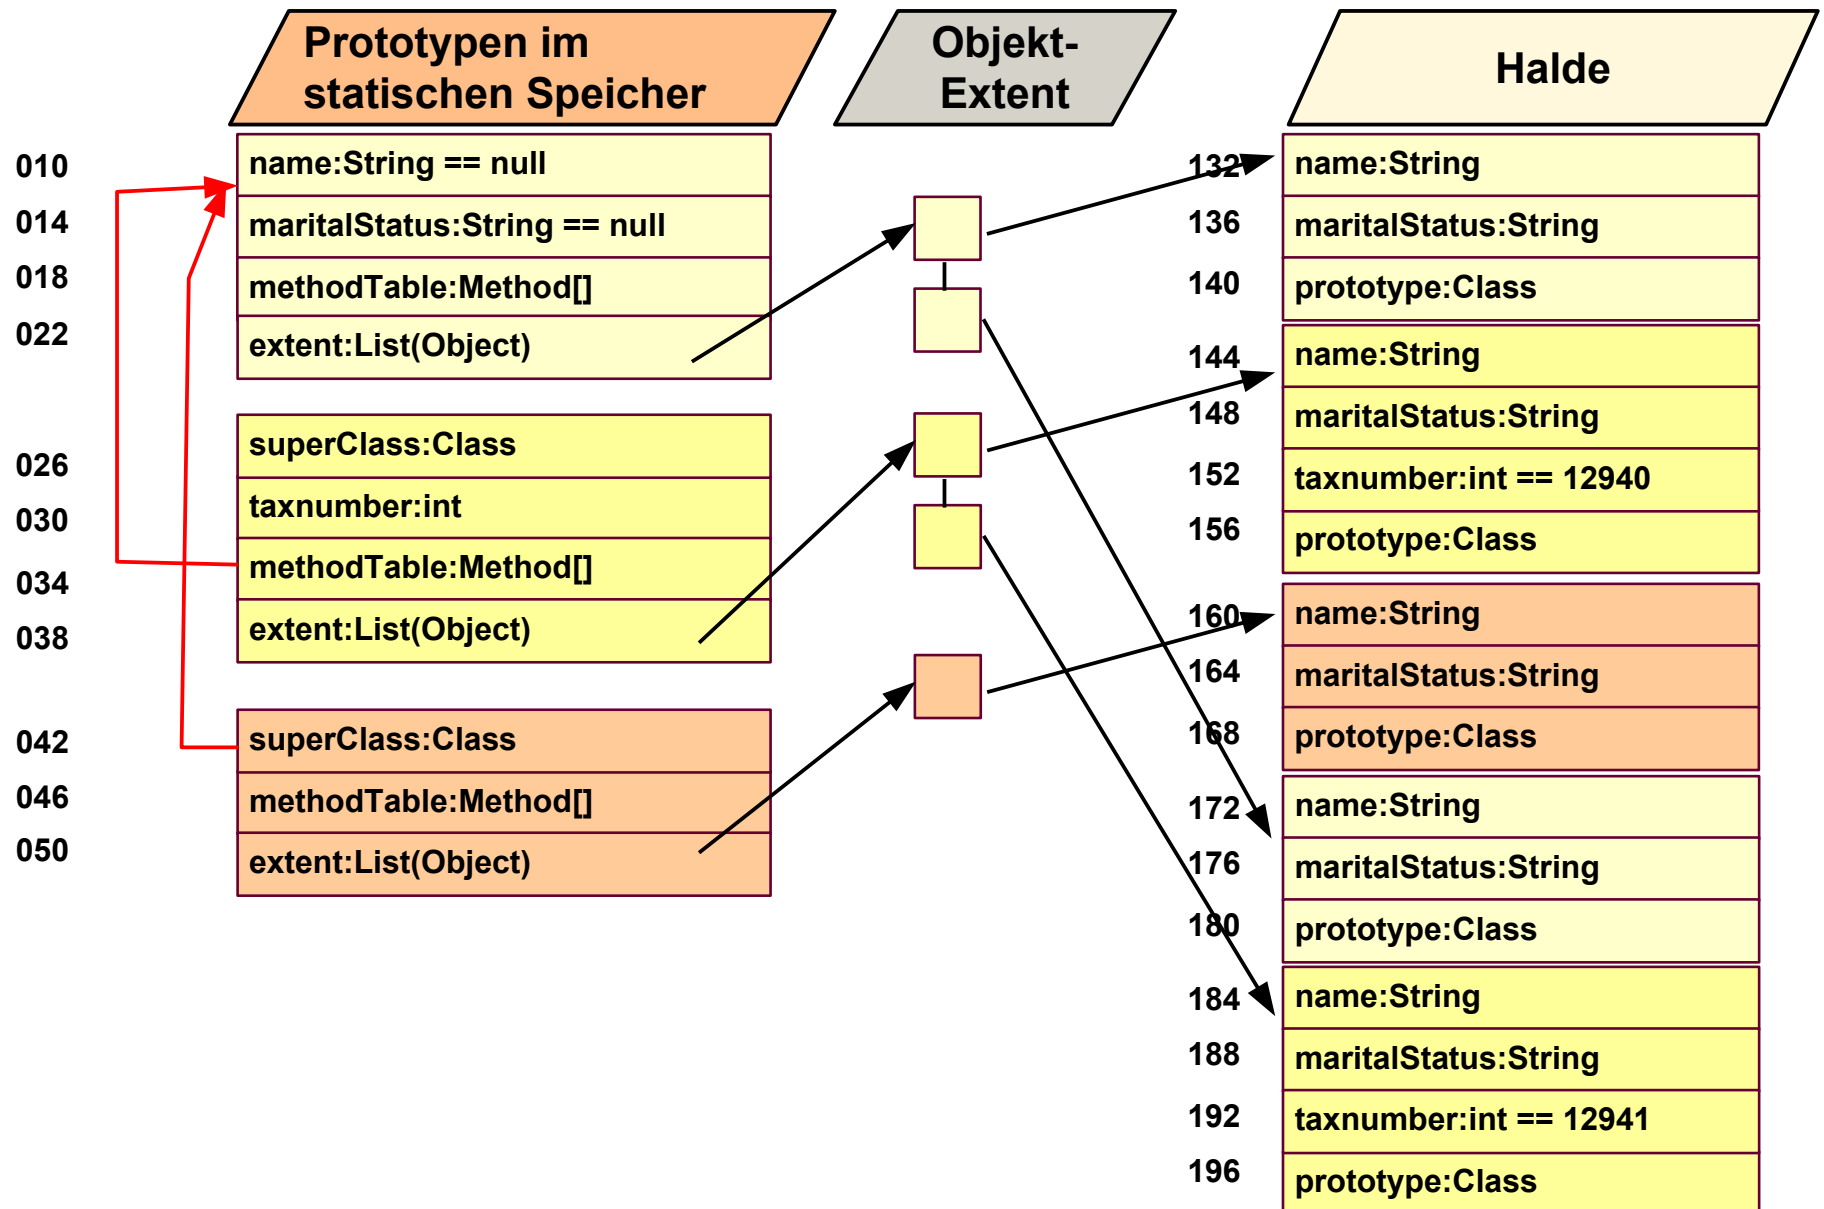 Prototypen im
statischen Speicher
Objekt-
Extent
Halde
010
name:String == null
014
maritalStatus:String == null
018
methodTable:Method[]
022
extent:List(Object)
026
superClass:Class
030
taxnumber:int
034
methodTable:Method[]
038
extent:List(Object)
042
superClass:Class
046
methodTable:Method[]
050
extent:List(Object)
132
name:String
136
maritalStatus:String
140
prototype:Class
144
name:String
148
maritalStatus:String
152
taxnumber:int == 12940
156
prototype:Class
160
name:String
164
maritalStatus:String
168
prototype:Class
172
name:String
176
maritalStatus:String
180
prototype:Class
184
name:String
188
maritalStatus:String
192
taxnumber:int == 12941
196
prototype:Class